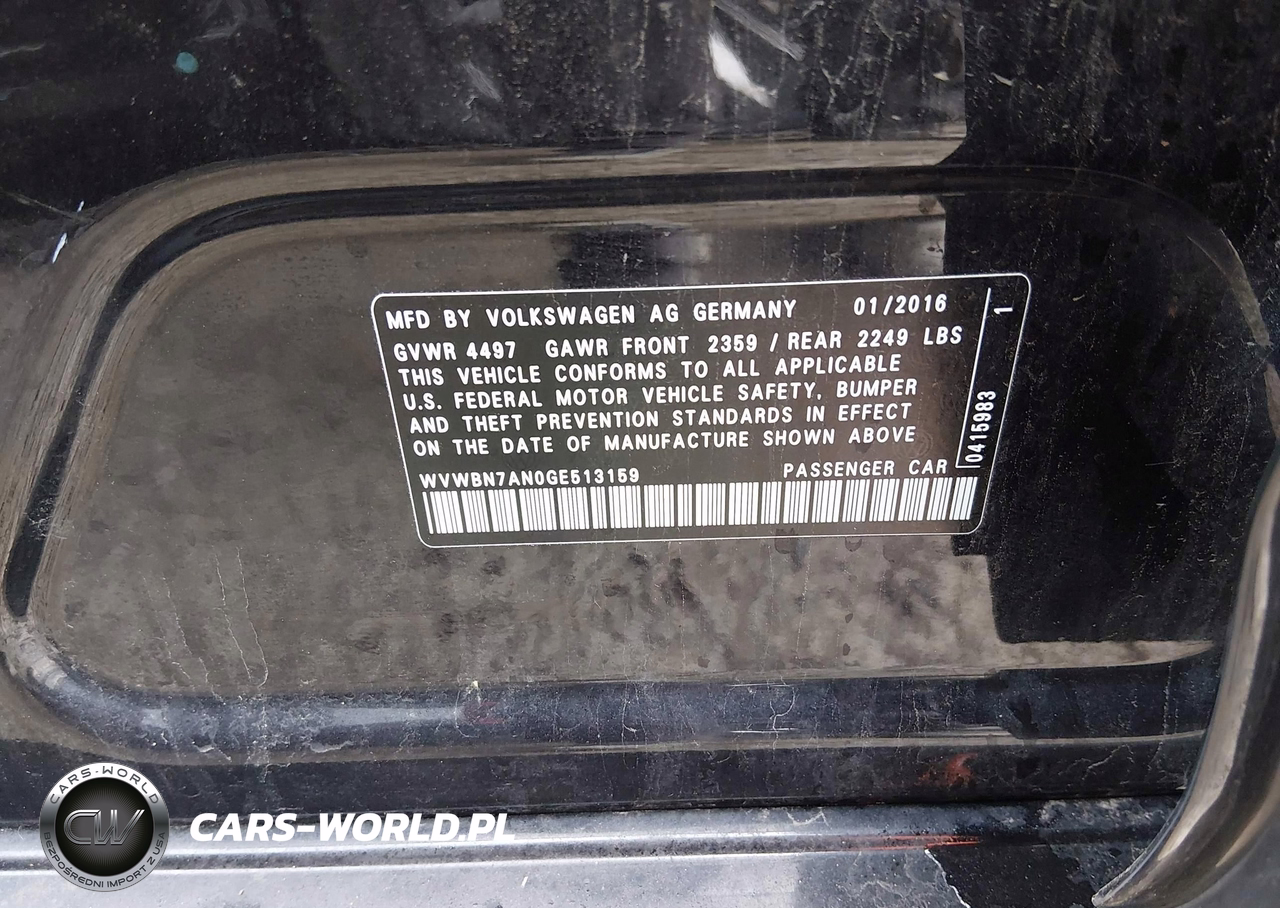 MFD BY VOLKSWAGEN AG GERMANY 01/2016
GVWR 4497 GAWR FRONT 2359 / REAR 2249 LBS
THIS VEHICLE CONFORMS TO ALL APPLICABLE
U.S. FEDERAL MOTOR VEHICLE SAFETY, BUMPER
AND THEFT PREVENTION STANDARDS IN EFFECT
ON THE DATE OF MANUFACTURE SHOWN ABOVE
WVWBN7AN0GE513159 PASSENGER CAR
0415983 1
CARS-WORLD
CW
BEZPOŚREDNI IMPORT Z USA
CARS-WORLD.PL